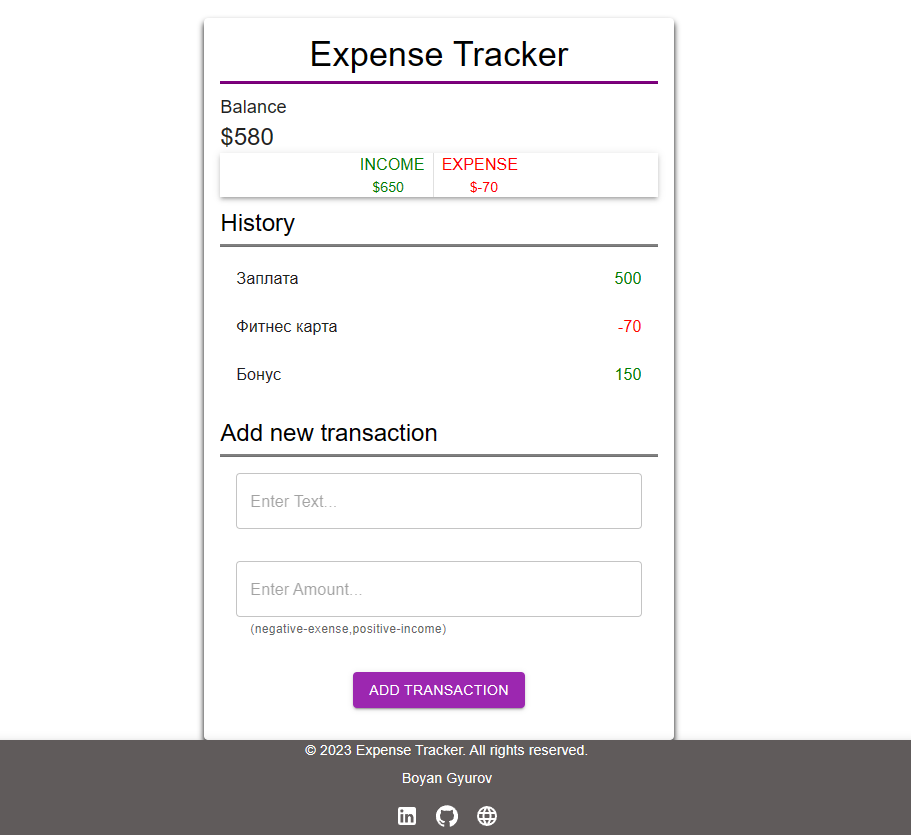 Expense Tracker
Balance
$580
INCOME EXPENSE
$650 $-70
History
Заплата 500
Фитнес карта -70
Бонус 150
Add new transaction
Enter Text...
Enter Amount...
(negative-exense,positive-income)
ADD TRANSACTION
© 2023 Expense Tracker. All rights reserved.
Boyan Gyurov